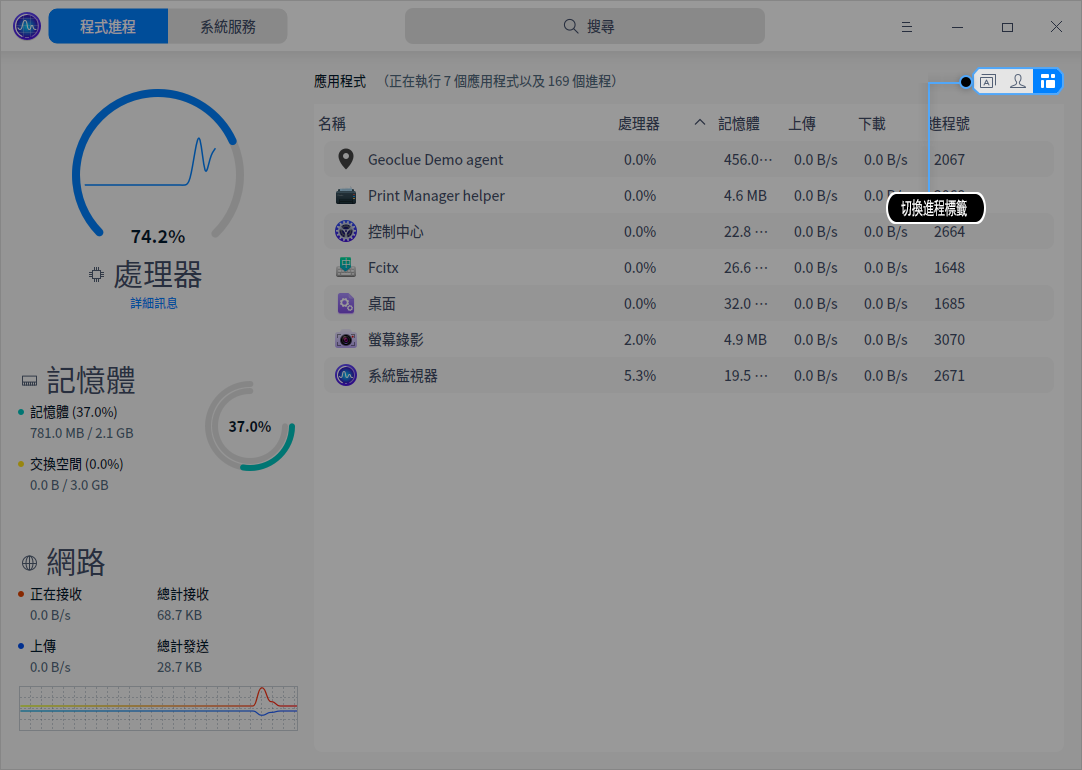 程式進程
系統服務
搜尋
74.2%
處理器
詳細訊息
記憶體
記憶體 (37.0%)
781.0 MB / 2.1 GB
交換空間 (0.0%)
0.0 B / 3.0 GB
37.0%
網路
正在接收 總計接收
0.0 B/s 68.7 KB
上傳 總計發送
0.0 B/s 28.7 KB
應用程式 （正在執行 7 個應用程式以及 169 個進程）
名稱 處理器 記憶體 上傳 下載 進程號
Geoclue Demo agent 0.0% 456.0··· 0.0 B/s 0.0 B/s 2067
Print Manager helper 0.0% 4.6 MB 0.0 B/s 0.0 B/s
切換進程標籤
控制中心 0.0% 22.8 ··· 0.0 B/s 0.0 B/s 2664
Fcitx 0.0% 26.6 ··· 0.0 B/s 0.0 B/s 1648
桌面 0.0% 32.0 ··· 0.0 B/s 0.0 B/s 1685
螢幕錄影 2.0% 4.9 MB 0.0 B/s 0.0 B/s 3070
系統監視器 5.3% 19.5 ··· 0.0 B/s 0.0 B/s 2671